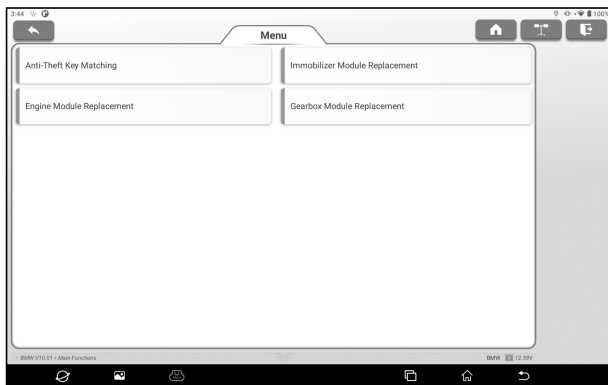 3:44
100%
Menu
Anti-Theft Key Matching
Immobilizer Module Replacement
Engine Module Replacement
Gearbox Module Replacement
BMW V10.01 > Main Functions
BMW
12.58V